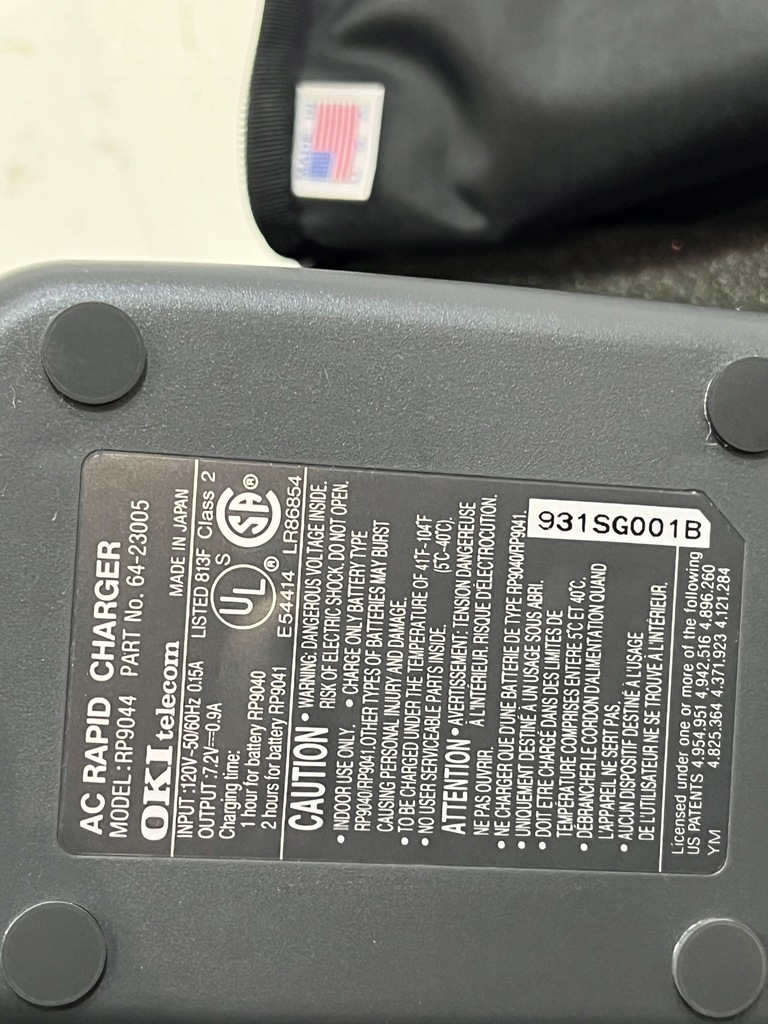 MADE IN
U S A
AC RAPID CHARGER
MODEL:RP9044 PART No. 64-23005
OKI telecom MADE IN JAPAN
INPUT :120V~50/60Hz 0.15A LISTED 813F Class 2
OUTPUT :7.2V⎓0.9A
Charging time:
1 hour for battery RP9040
2 hours for battery RP9041
UL S ® SA ®
E54414 LR86854
CAUTION • WARNING: DANGEROUS VOLTAGE INSIDE.
RISK OF ELECTRIC SHOCK. DO NOT OPEN.
• INDOOR USE ONLY. • CHARGE ONLY BATTERY TYPE
RP9040/RP9041.OTHER TYPES OF BATTERIES MAY BURST
CAUSING PERSONAL INJURY AND DAMAGE.
• TO BE CHARGED UNDER THE TEMPERATURE OF 41°F-104°F
(5°C-40°C).
• NO USER SERVICEABLE PARTS INSIDE.
ATTENTION • AVERTISSEMENT: TENSION DANGEREUSE
À L'INTÉRIEUR. RISQUE D'ÉLECTROCUTION.
NE PAS OUVRIR.
• NE CHARGER QUE D'UNE BATTERIE DE TYPE RP9040/RP9041.
• UNIQUEMENT DESTINÉ À UN USAGE SOUS ABRI.
• DOIT ETRE CHARGÉ DANS DES LIMITES DE
TEMPÉRATURE COMPRISES ENTERE 5°C ET 40°C.
• DÉBRANCHER LE CORDON D'ALIMENTATION QUAND
L'APPAREIL NE SERT PAS.
• AUCUN DISPOSITIF DESTINÉ À L'USAGE
DE L'UTILISATEUR NE SE TROUVE À L'INTÉRIEUR.
931SG001B
Licensed under one or more of the following
US PATENTS 4.954.951 4.942.516 4.896.260
4.825.364 4.371.923 4.121.284
YM